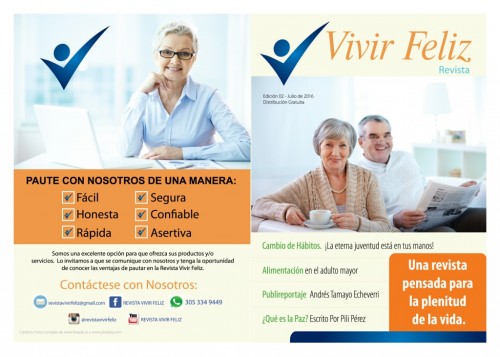 PAUTE CON NOSOTROS DE UNA MANERA:
Fácil
Segura
Honesta
Confiable
Rápida
Asertiva
Somos una excelente opción para que ofrezca sus productos y/o
servicios. Lo invitamos a que se comunique con nosotros y tenga la oportunidad
de conocer las ventajas de pautar en la Revista Vivir Feliz.
Contáctese con Nosotros:
revistavivirfeliz@gmail.com
REVISTA VIVIR FELIZ
305 334 9449
@revistavivirfeliz
REVISTA VIVIR FELIZ
Vivir Feliz
Revista
Edición 02 - Julio de 2016
Distribución Gratuita
Cambio de Hábitos. ¡La eterna juventud está en tus manos!
Alimentación en el adulto mayor
Publireportaje Andrés Tamayo Echeverri
¿Qué es la Paz? Escrito Por Pili Pérez
Una revista
pensada para
la plenitud
de la vida.